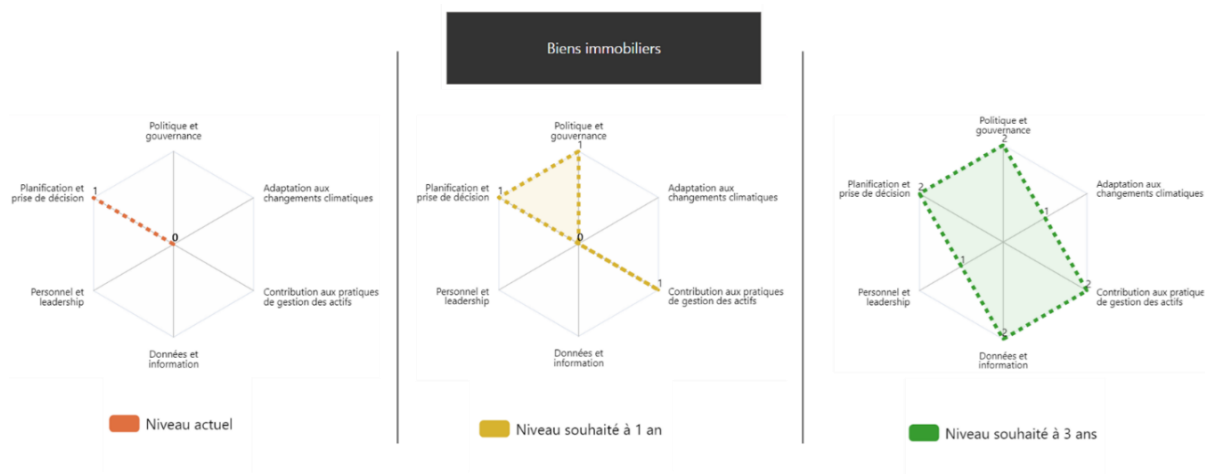 Biens immobiliers
Politique et
gouvernance
1
Planification et
prise de décision
Adaptation aux
changements climatiques
0
Personnel et
leadership
Contribution aux pratiques
de gestion des actifs
Données et
information
Niveau actuel
Politique et
gouvernance
1
Planification et
prise de décision
1
Adaptation aux
changements climatiques
0
Personnel et
leadership
1
Contribution aux pratiques
de gestion des actifs
Données et
information
Niveau souhaité à 1 an
Politique et
gouvernance
2
Planification et
prise de décision
2
Adaptation aux
changements climatiques
1
1
Personnel et
leadership
2
Contribution aux pratiques
de gestion des actifs
2
Données et
information
Niveau souhaité à 3 ans